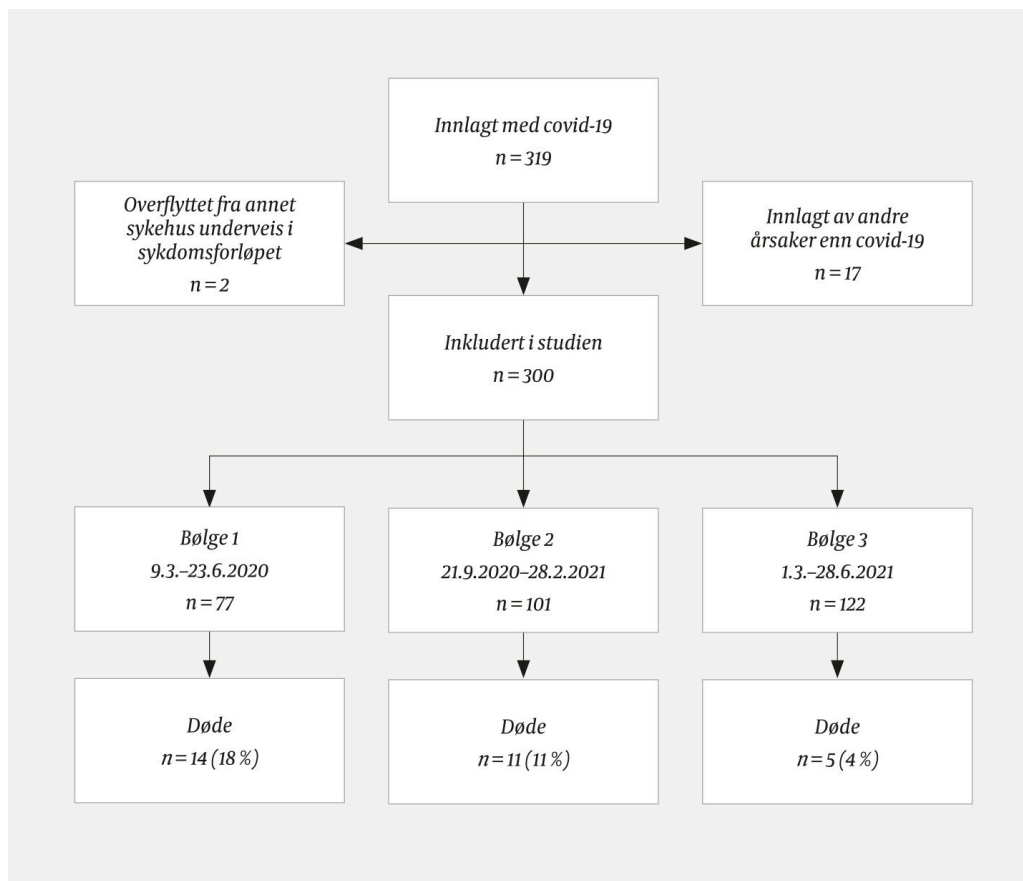 Innlagt med covid-19
n = 319
Overflyttet fra annet
sykehus underveis i
sykdomsforløpet
n = 2
Innlagt av andre
årsaker enn covid-19
n = 17
Inkludert i studien
n = 300
Bølge 1
9.3.–23.6.2020
n = 77
Bølge 2
21.9.2020–28.2.2021
n = 101
Bølge 3
1.3.–28.6.2021
n = 122
Døde
n = 14 (18 %)
Døde
n = 11 (11 %)
Døde
n = 5 (4 %)